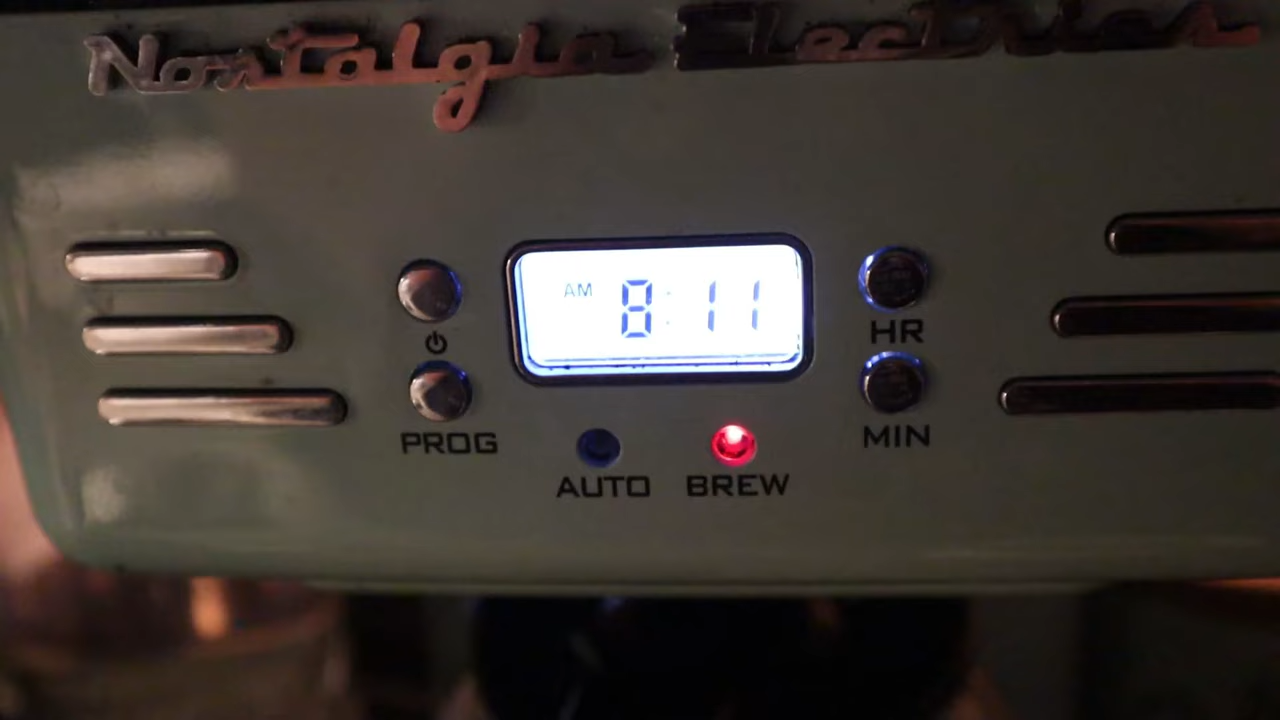 Nostalgia Electrics
AM 8:11
HR
PROG
MIN
AUTO BREW